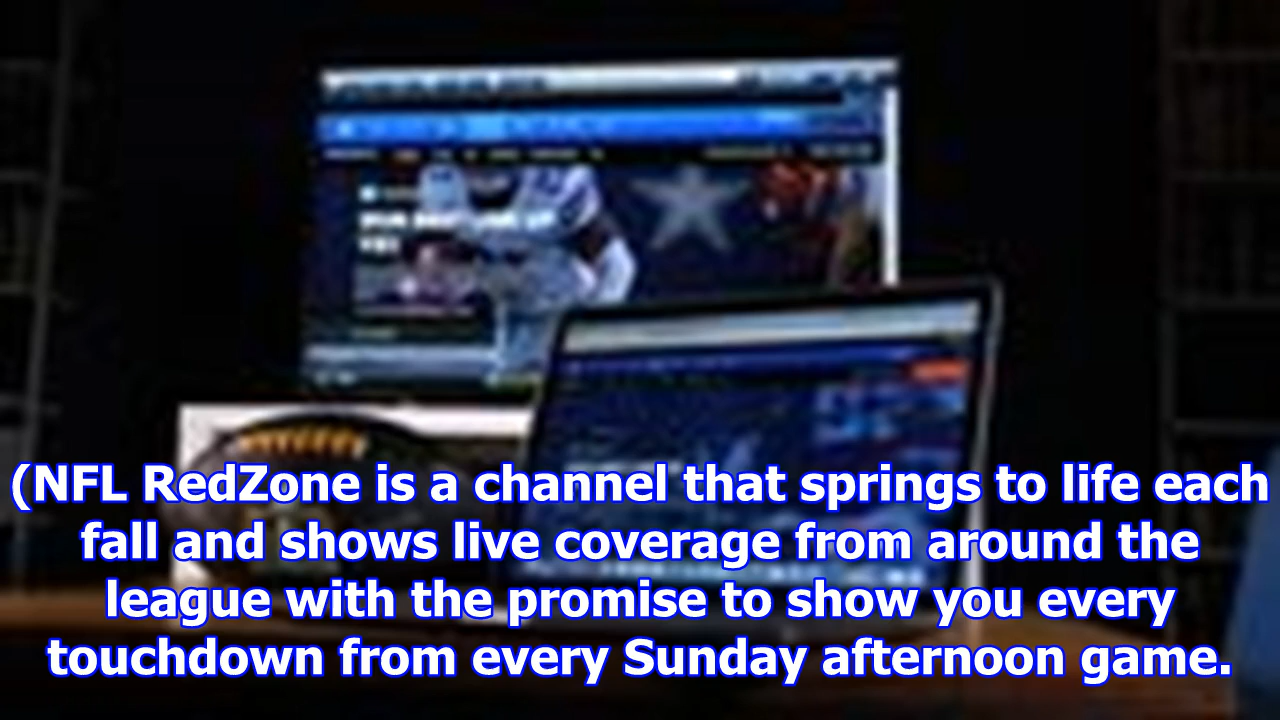 (NFL RedZone is a channel that springs to life each
fall and shows live coverage from around the
league with the promise to show you every
touchdown from every Sunday afternoon game.